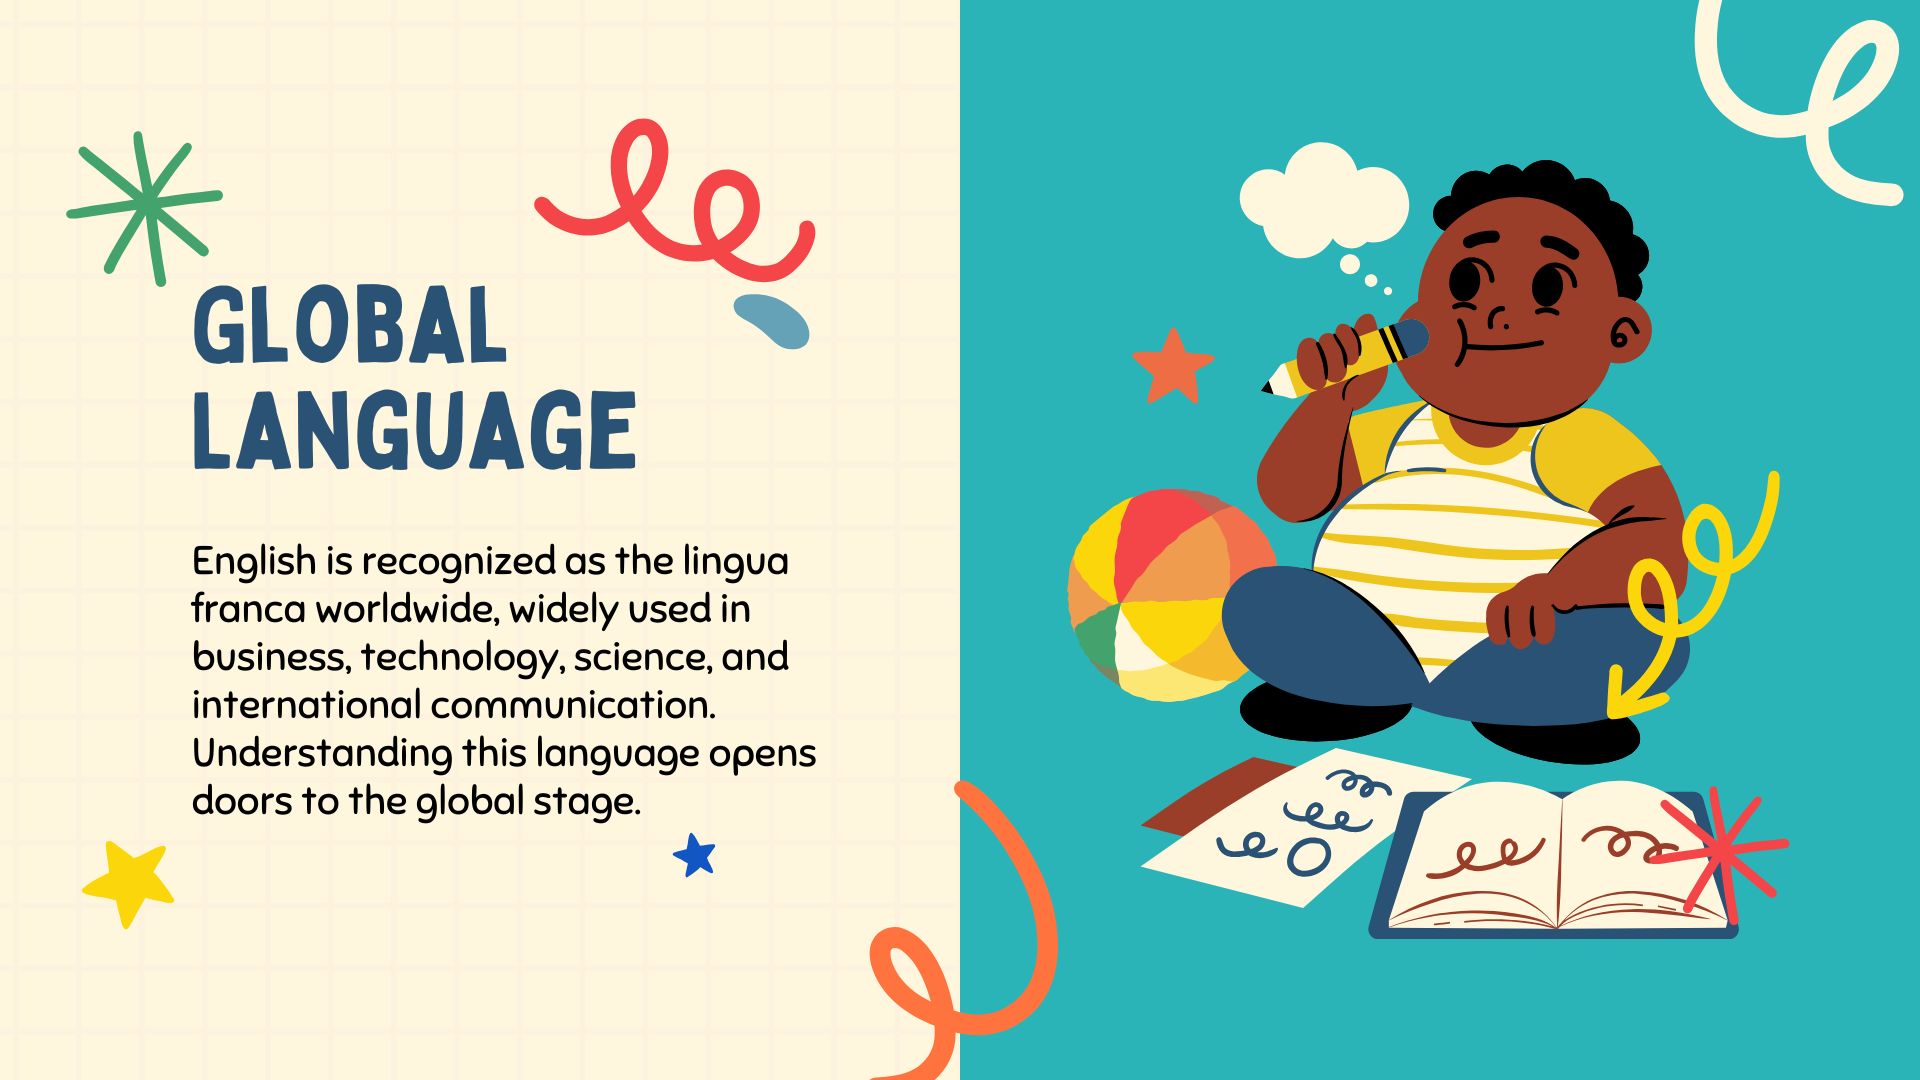 GLOBAL
LANGUAGE
English is recognized as the lingua
franca worldwide, widely used in
business, technology, science, and
international communication.
Understanding this language opens
doors to the global stage.